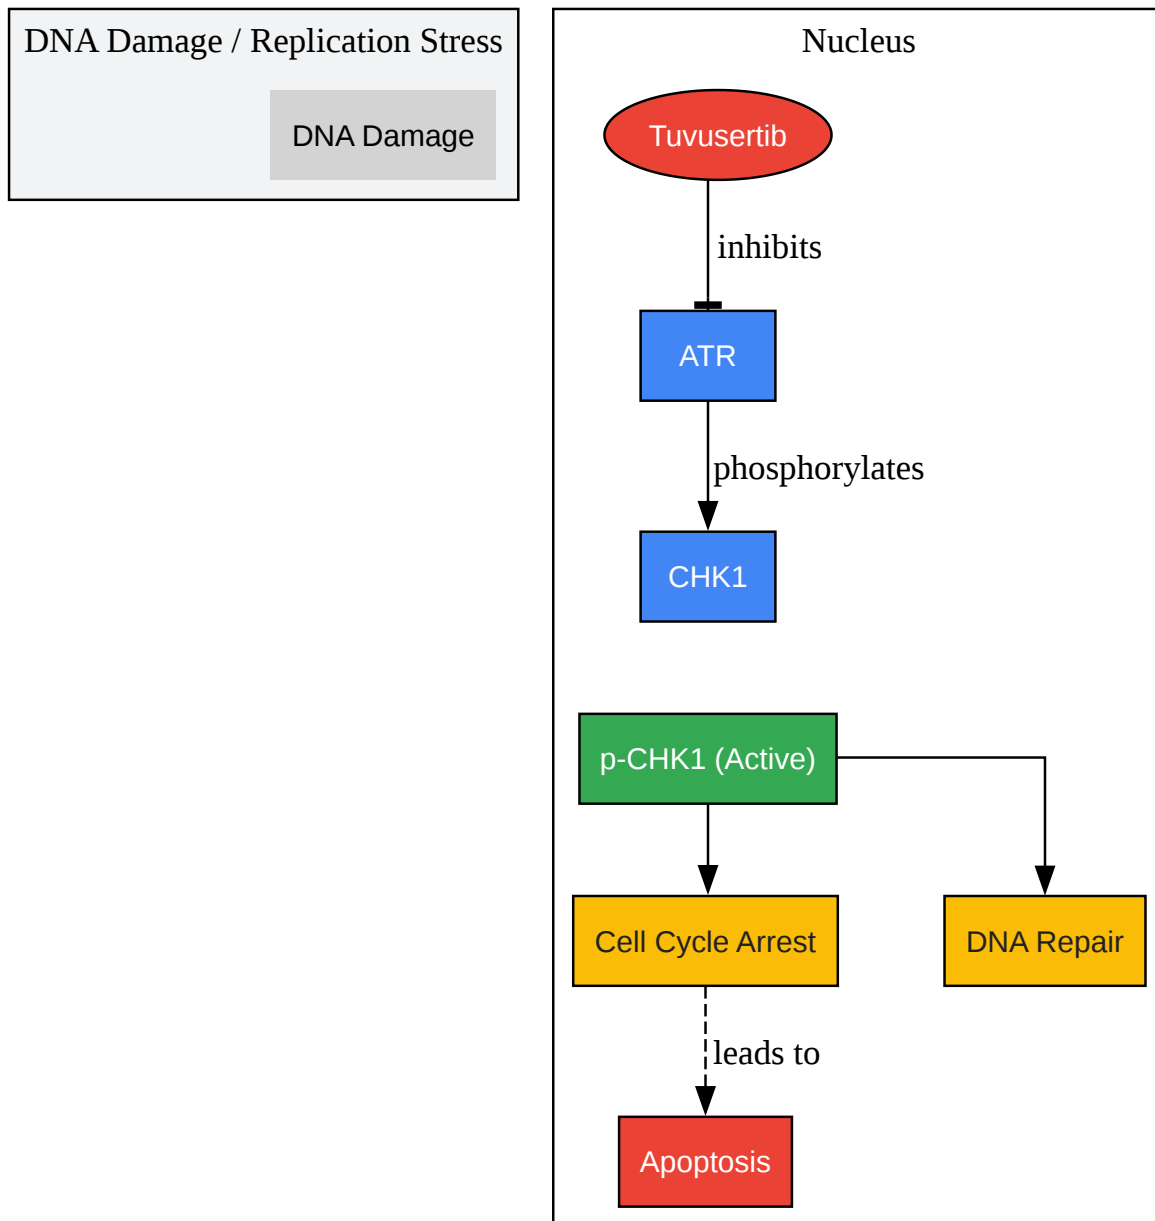 DNA Damage / Replication Stress
DNA Damage
Nucleus
Tuvusertib
inhibits
ATR
phosphorylates
CHK1
p-CHK1 (Active)
Cell Cycle Arrest
DNA Repair
leads to
Apoptosis